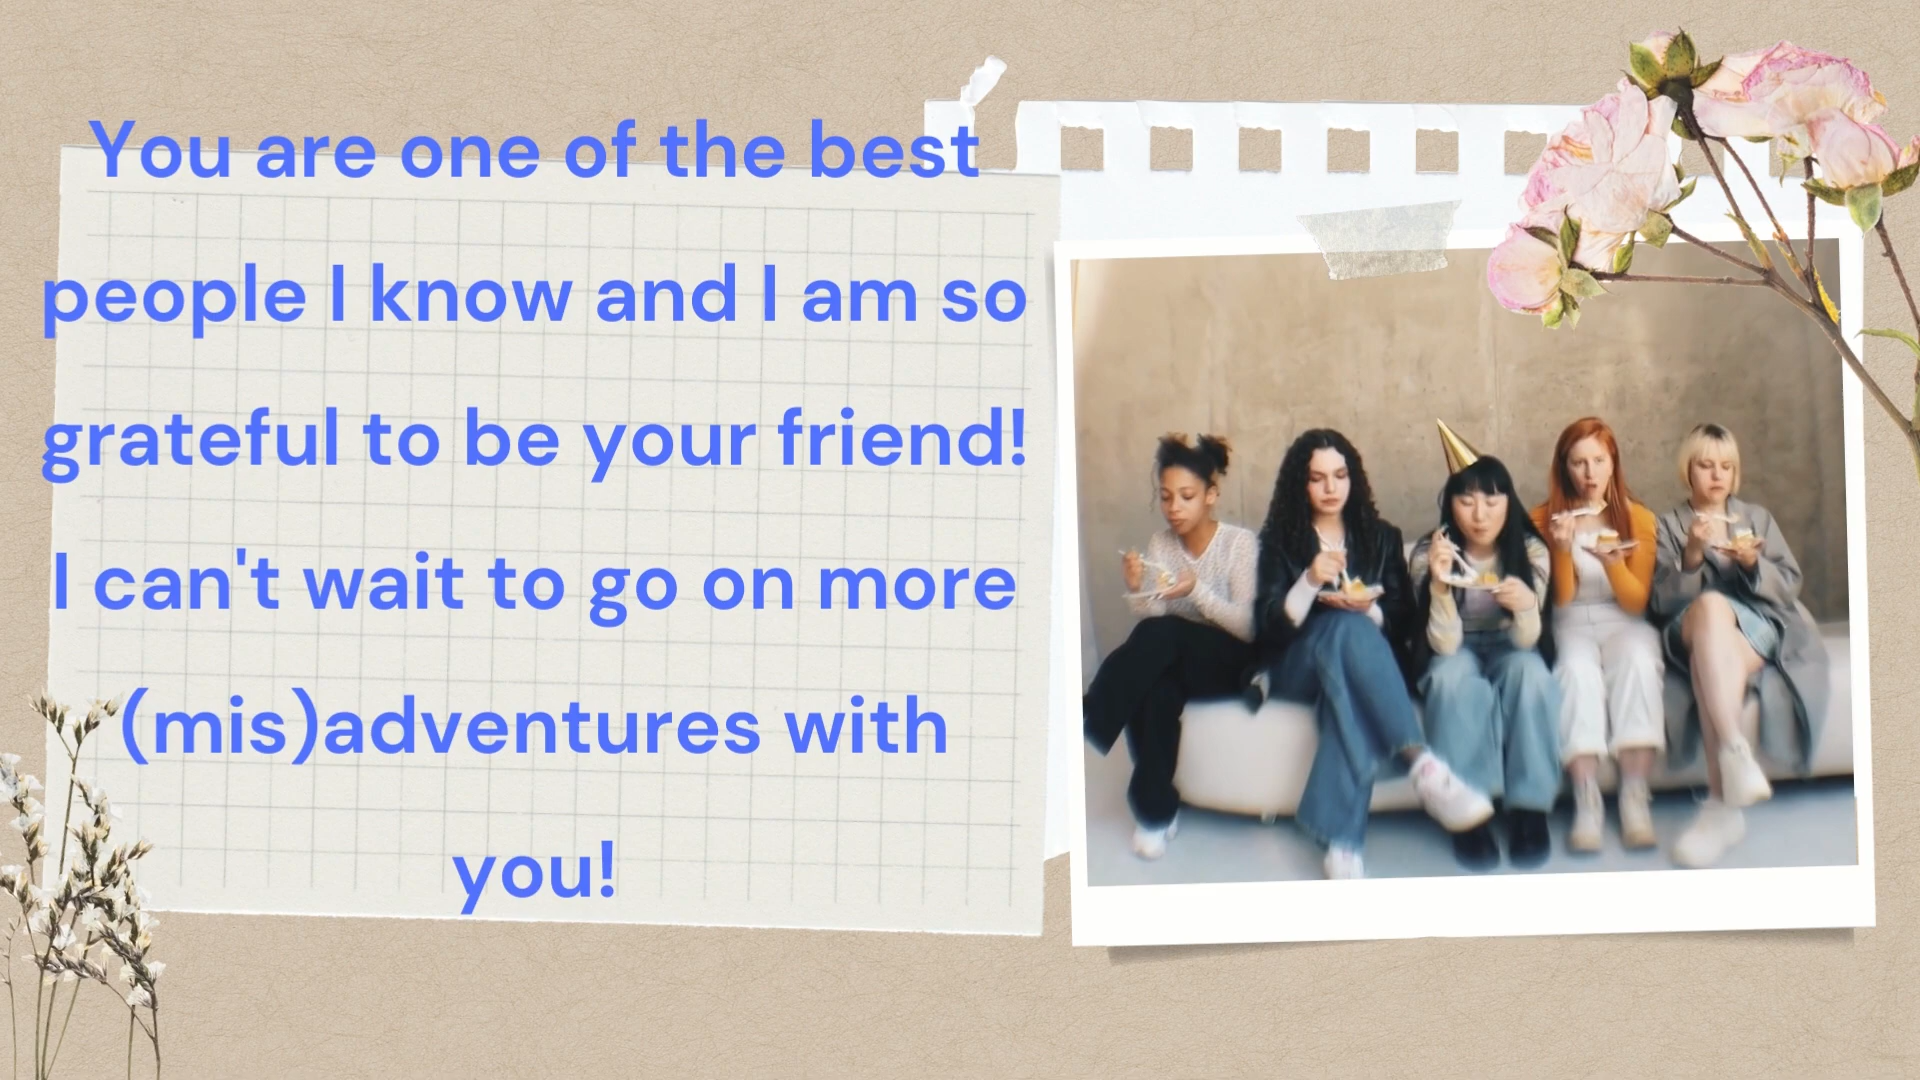 You are one of the best
people I know and I am so
grateful to be your friend!
I can't wait to go on more
(mis)adventures with
you!